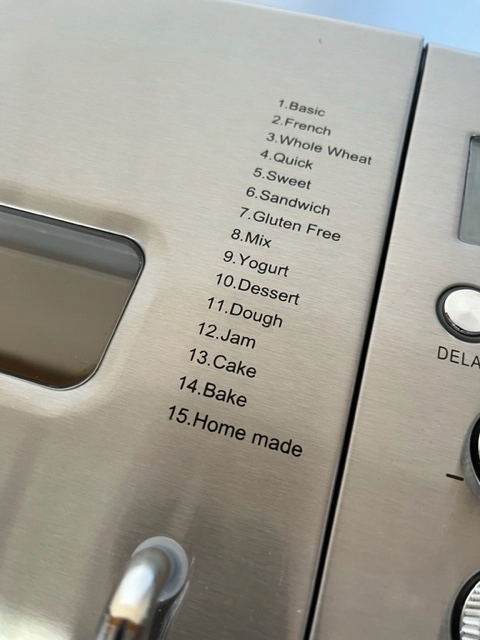 1.Basic
2.French
3.Whole Wheat
4.Quick
5.Sweet
6.Sandwich
7.Gluten Free
8.Mix
9.Yogurt
10.Dessert
11.Dough
12.Jam
13.Cake
14.Bake
15.Home made
DELA